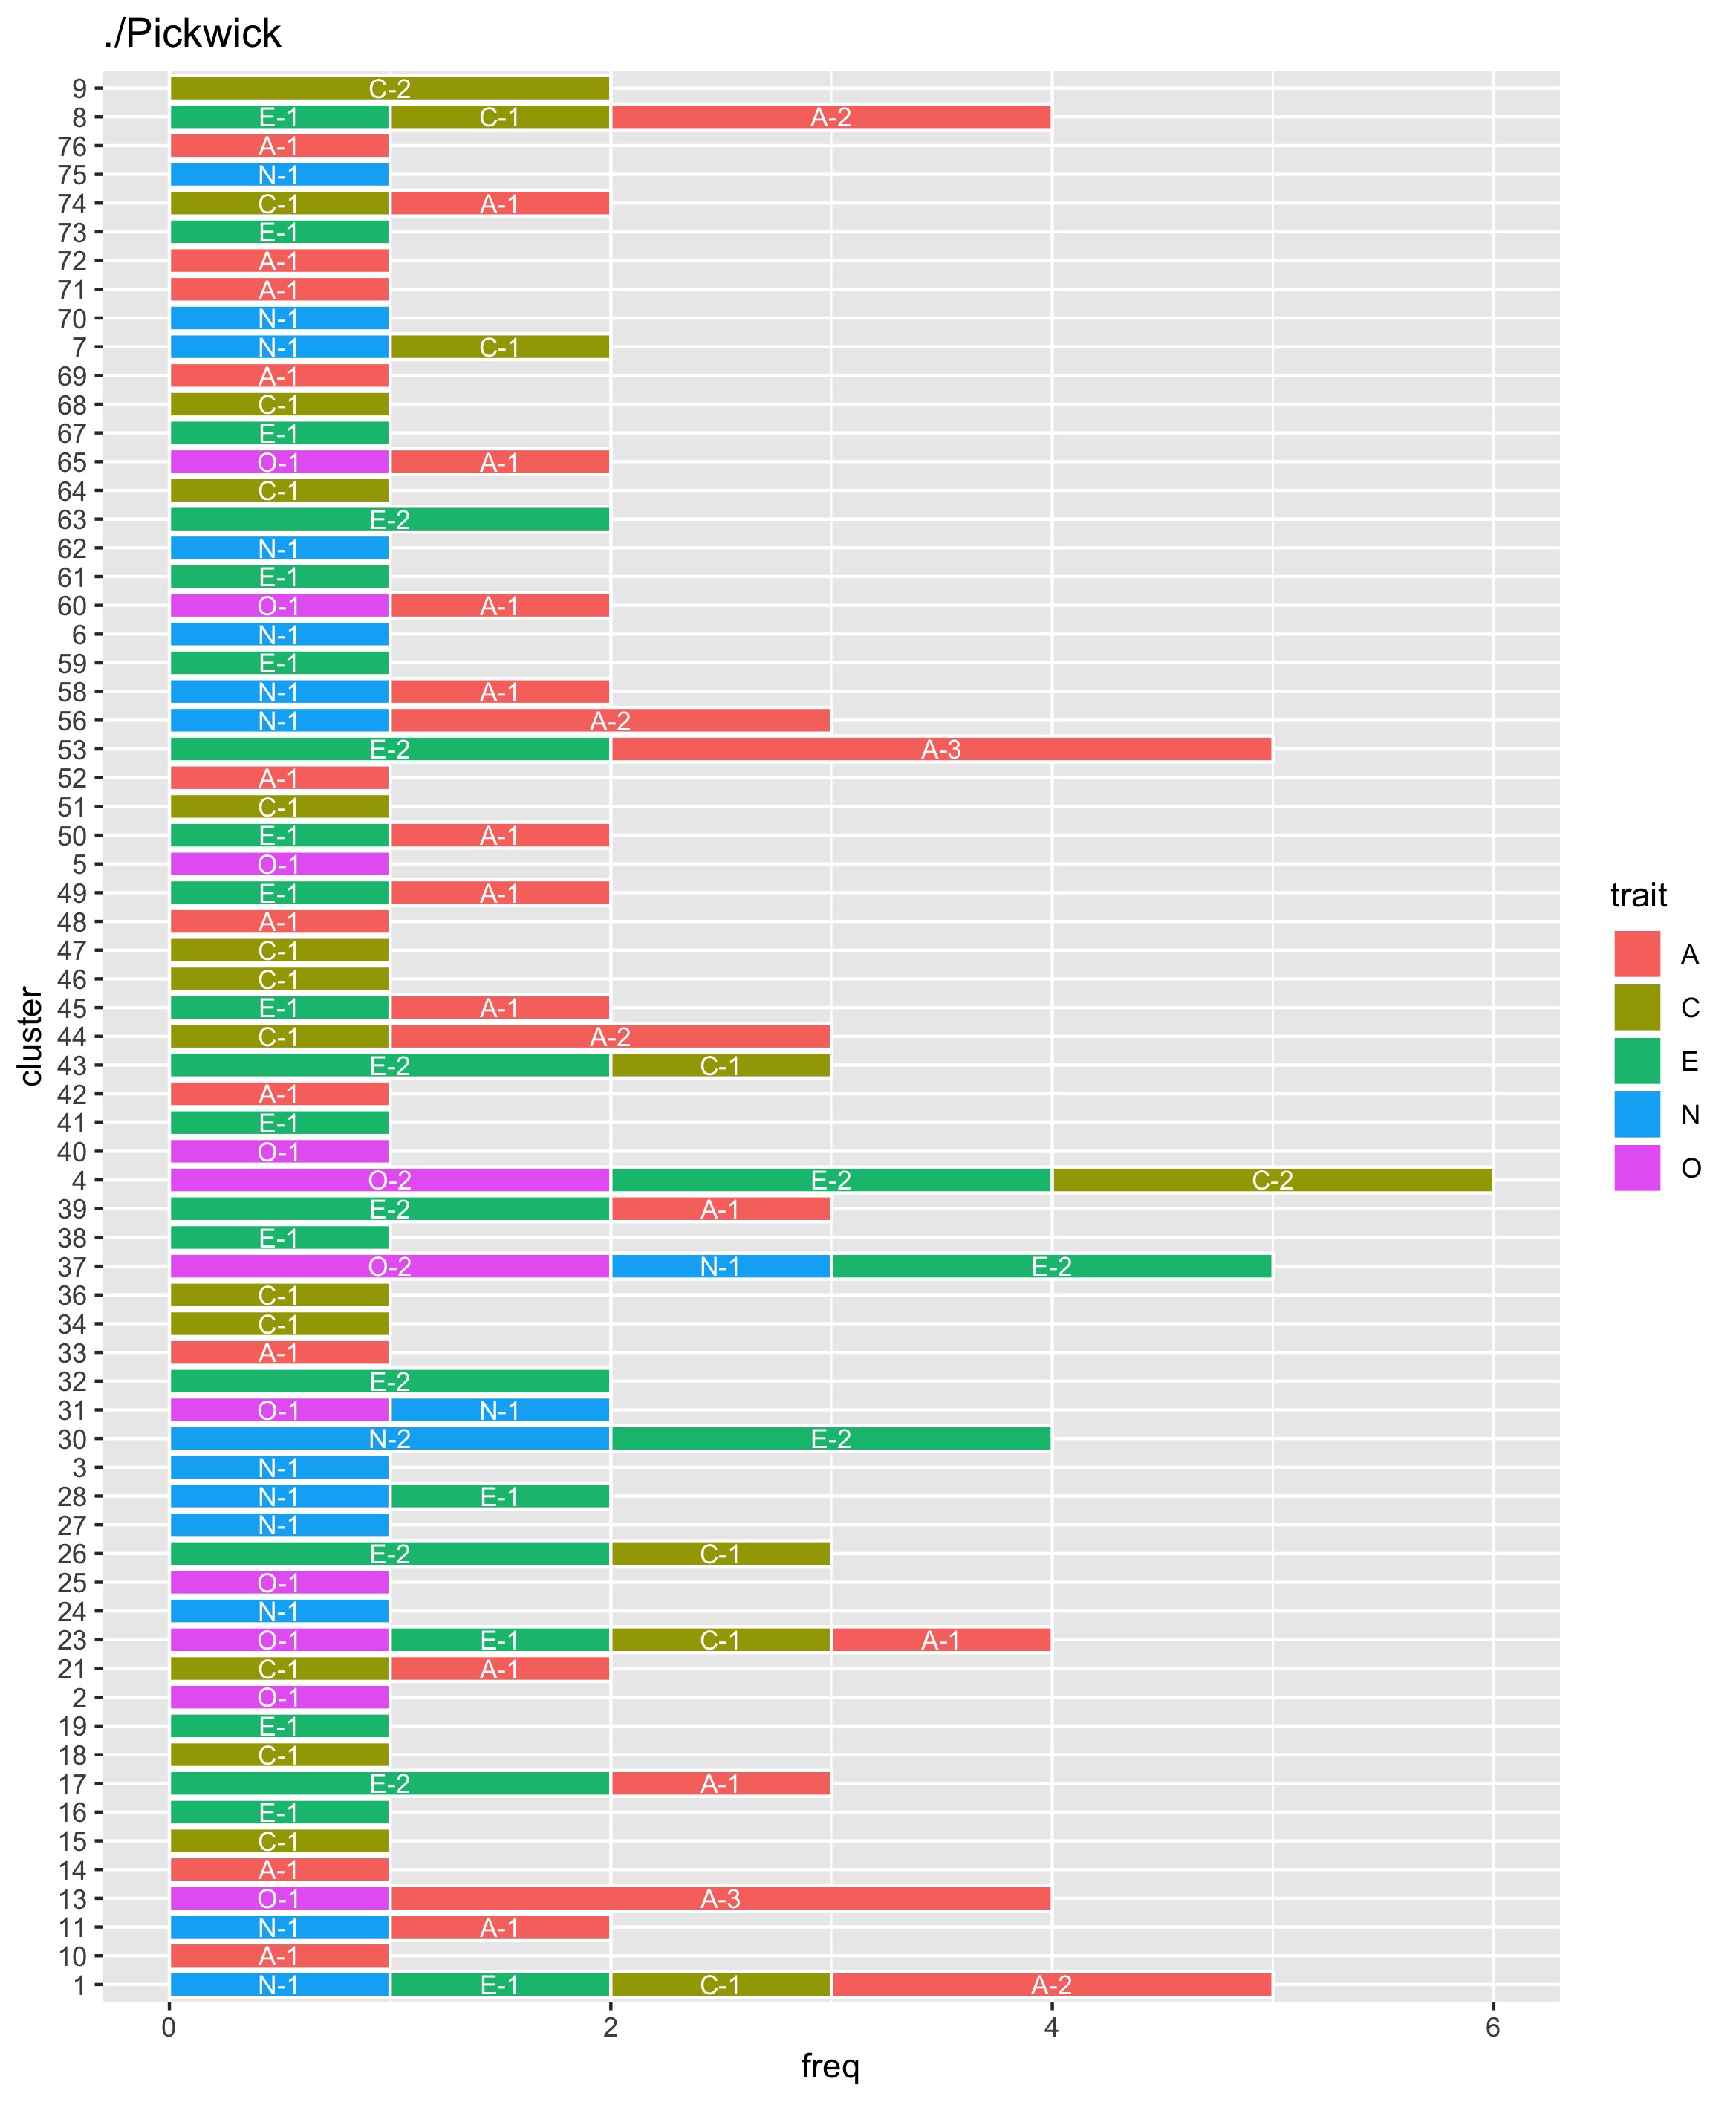 ./Pickwick
9 C-2
8 E-1 C-1 A-2
76 A-1
75 N-1
74 C-1 A-1
73 E-1
72 A-1
71 A-1
70 N-1
7 N-1 C-1
69 A-1
68 C-1
67 E-1
65 O-1 A-1
64 C-1
63 E-2
62 N-1
61 E-1
60 O-1 A-1
6 N-1
59 E-1
58 N-1 A-1
56 N-1 A-2
53 E-2 A-3
52 A-1
51 C-1
50 E-1 A-1
5 O-1
49 E-1 A-1
48 A-1
47 C-1
46 C-1
45 E-1 A-1
44 C-1 A-2
43 E-2 C-1
42 A-1
41 E-1
40 O-1
4 O-2 E-2 C-2
39 E-2 A-1
38 E-1
37 O-2 N-1 E-2
36 C-1
34 C-1
33 A-1
32 E-2
31 O-1 N-1
30 N-2 E-2
3 N-1
28 N-1 E-1
27 N-1
26 E-2 C-1
25 O-1
24 N-1
23 O-1 E-1 C-1 A-1
21 C-1 A-1
2 O-1
19 E-1
18 C-1
17 E-2 A-1
16 E-1
15 C-1
14 A-1
13 O-1 A-3
11 N-1 A-1
10 A-1
1 N-1 E-1 C-1 A-2
0 2 4 6
freq
cluster
trait
A
C
E
N
O